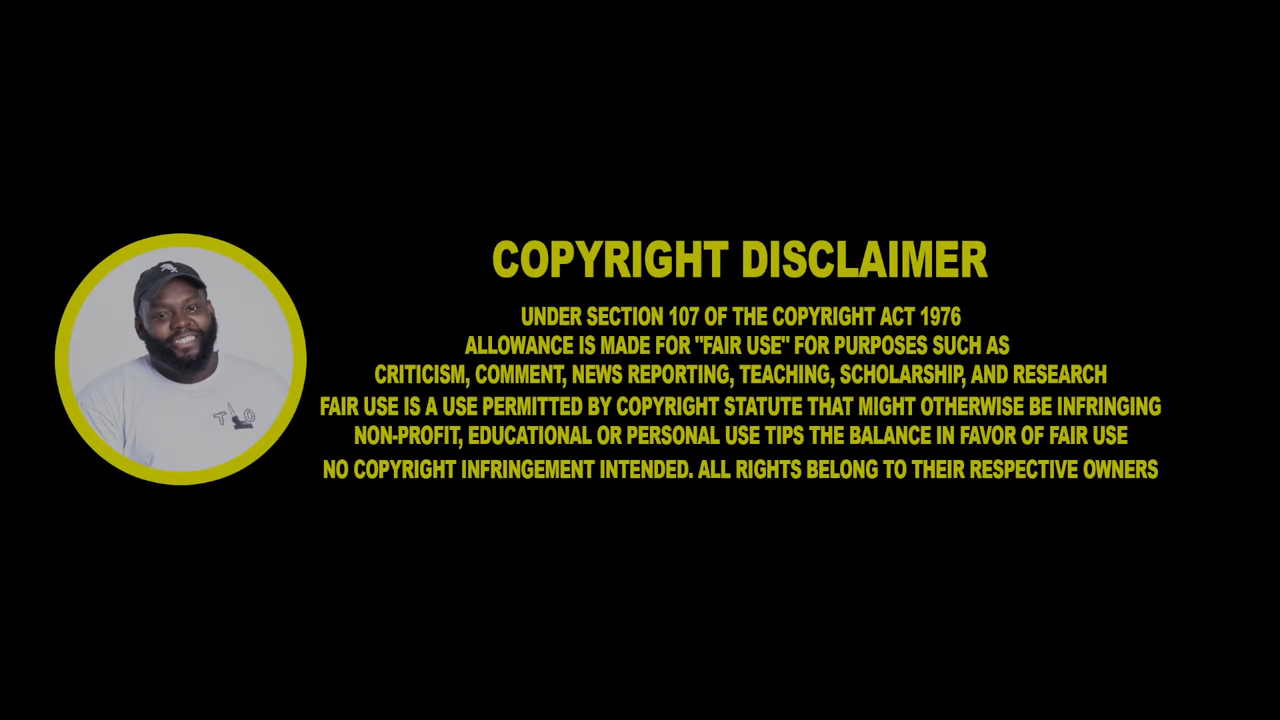 COPYRIGHT DISCLAIMER
UNDER SECTION 107 OF THE COPYRIGHT ACT 1976
ALLOWANCE IS MADE FOR "FAIR USE" FOR PURPOSES SUCH AS
CRITICISM, COMMENT, NEWS REPORTING, TEACHING, SCHOLARSHIP, AND RESEARCH
FAIR USE IS A USE PERMITTED BY COPYRIGHT STATUTE THAT MIGHT OTHERWISE BE INFRINGING
NON-PROFIT, EDUCATIONAL OR PERSONAL USE TIPS THE BALANCE IN FAVOR OF FAIR USE
NO COPYRIGHT INFRINGEMENT INTENDED. ALL RIGHTS BELONG TO THEIR RESPECTIVE OWNERS